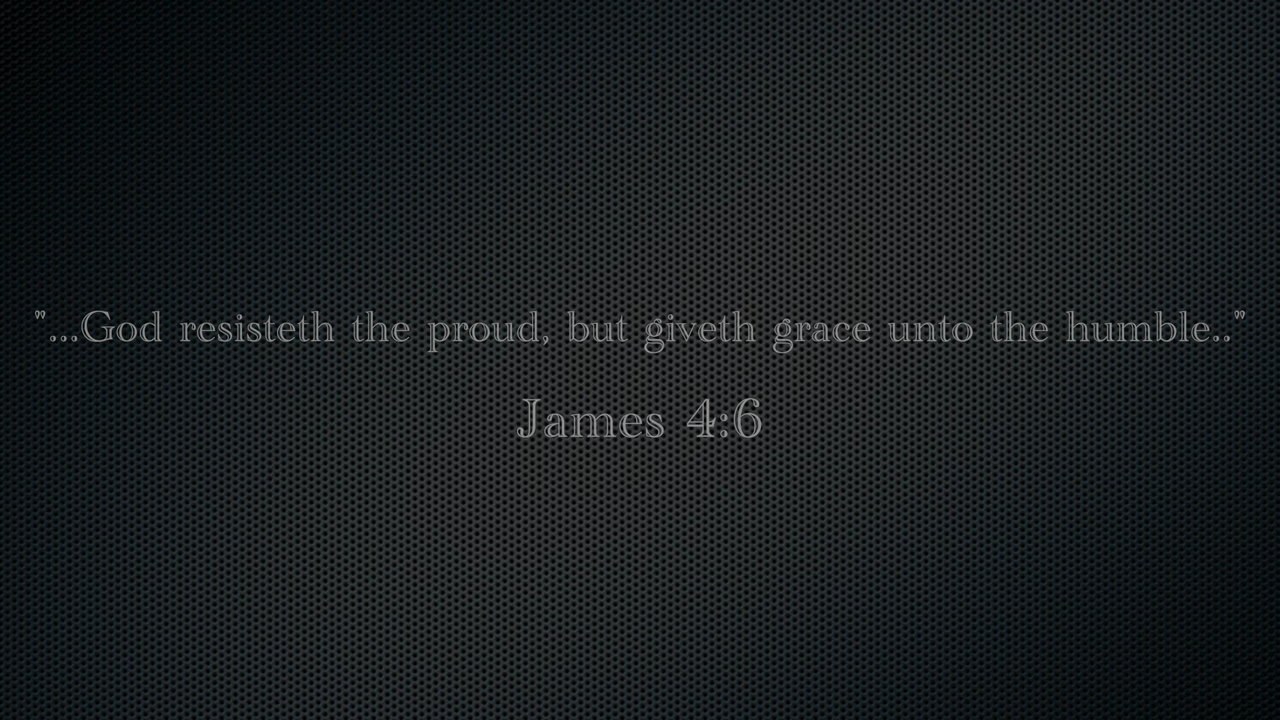 "...God resisteth the proud, but giveth grace unto the humble.."
James 4:6